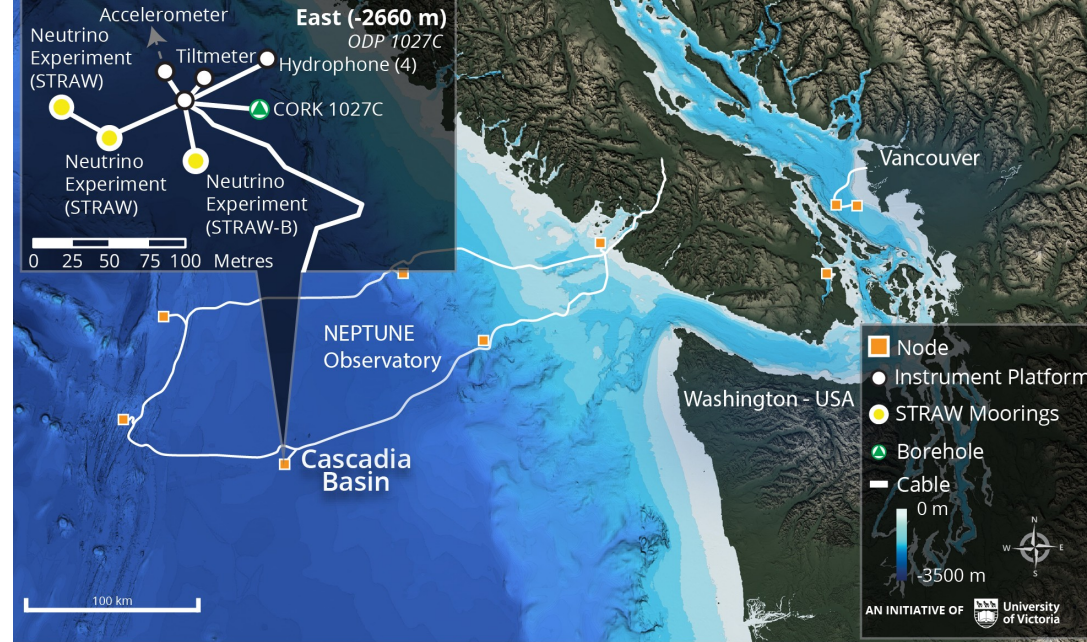 Accelerometer
East (-2660 m)
ODP 1027C
Neutrino
Experiment
(STRAW)
Tiltmeter
Hydrophone (4)
CORK 1027C
Neutrino
Experiment
(STRAW)
Neutrino
Experiment
(STRAW-B)
0 25 50 75 100 Metres
Vancouver
NEPTUNE
Observatory
Washington - USA
Cascadia
Basin
100 km
Node
Instrument Platform
STRAW Moorings
Borehole
Cable
0 m
-3500 m
N
W E
S
AN INITIATIVE OF
University
of Victoria